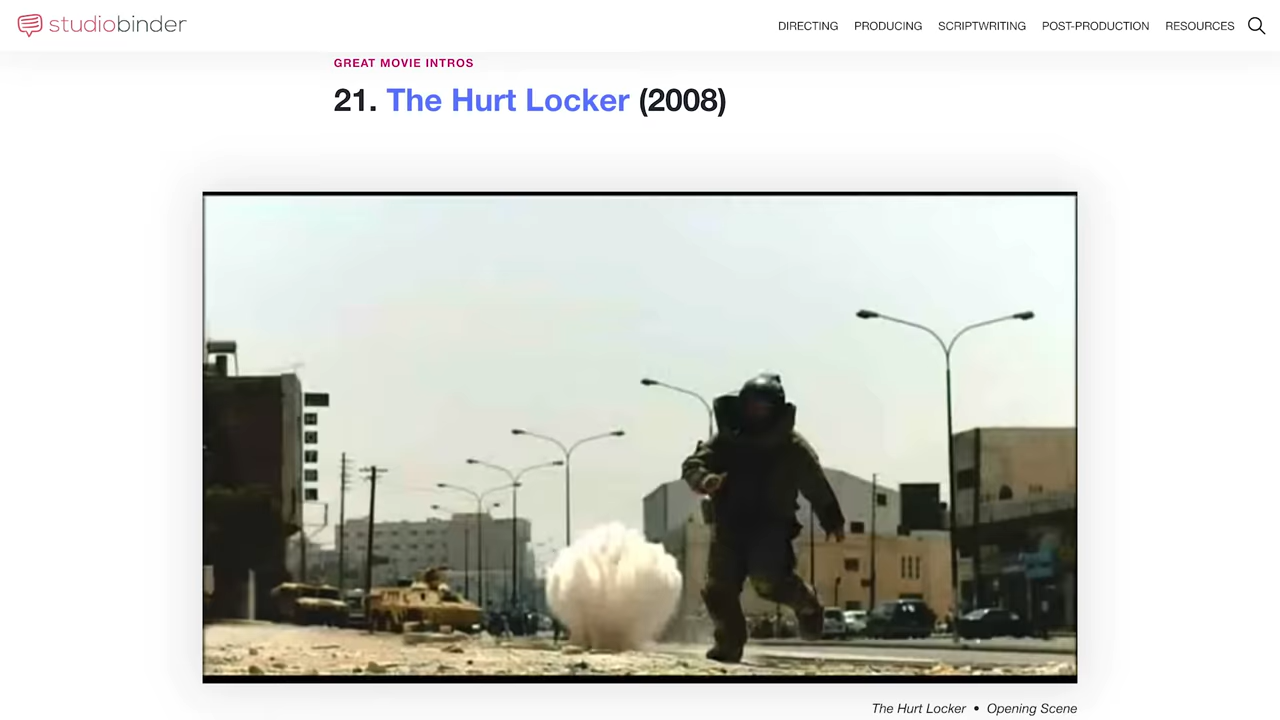 studiobinder
DIRECTING PRODUCING SCRIPTWRITING POST-PRODUCTION RESOURCES
GREAT MOVIE INTROS
21. The Hurt Locker (2008)
The Hurt Locker • Opening Scene